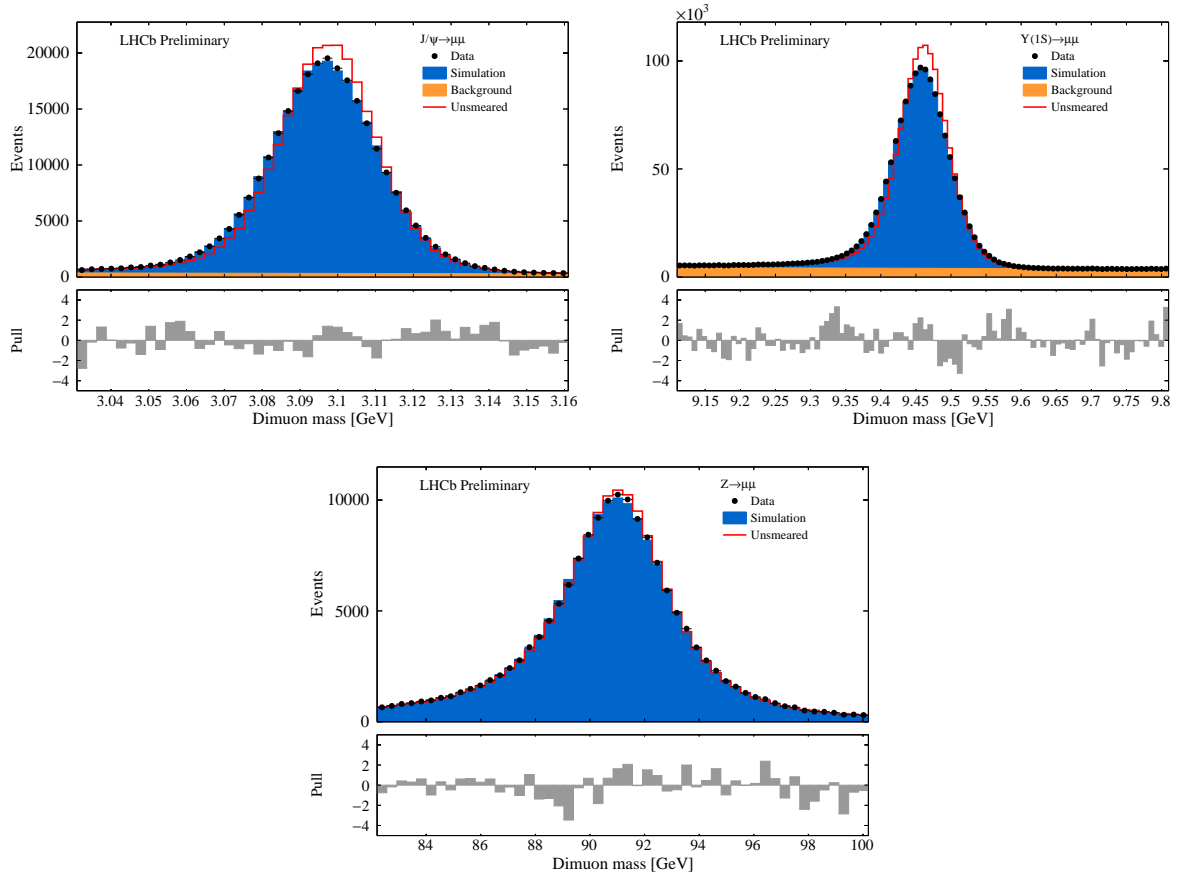 LHCb Preliminary
J/ψ→μμ
Data
Simulation
Background
Unsmeared
Events
20000
15000
10000
5000
0
Pull
4
2
0
−2
−4
3.04 3.05 3.06 3.07 3.08 3.09 3.1 3.11 3.12 3.13 3.14 3.15 3.16
Dimuon mass [GeV]
×10³
LHCb Preliminary
Υ(1S)→μμ
Data
Simulation
Background
Unsmeared
Events
100
50
0
Pull
4
2
0
−2
−4
9.15 9.2 9.25 9.3 9.35 9.4 9.45 9.5 9.55 9.6 9.65 9.7 9.75 9.8
Dimuon mass [GeV]
LHCb Preliminary
Z→μμ
Data
Simulation
Unsmeared
Events
10000
5000
0
Pull
4
2
0
−2
−4
84 86 88 90 92 94 96 98 100
Dimuon mass [GeV]